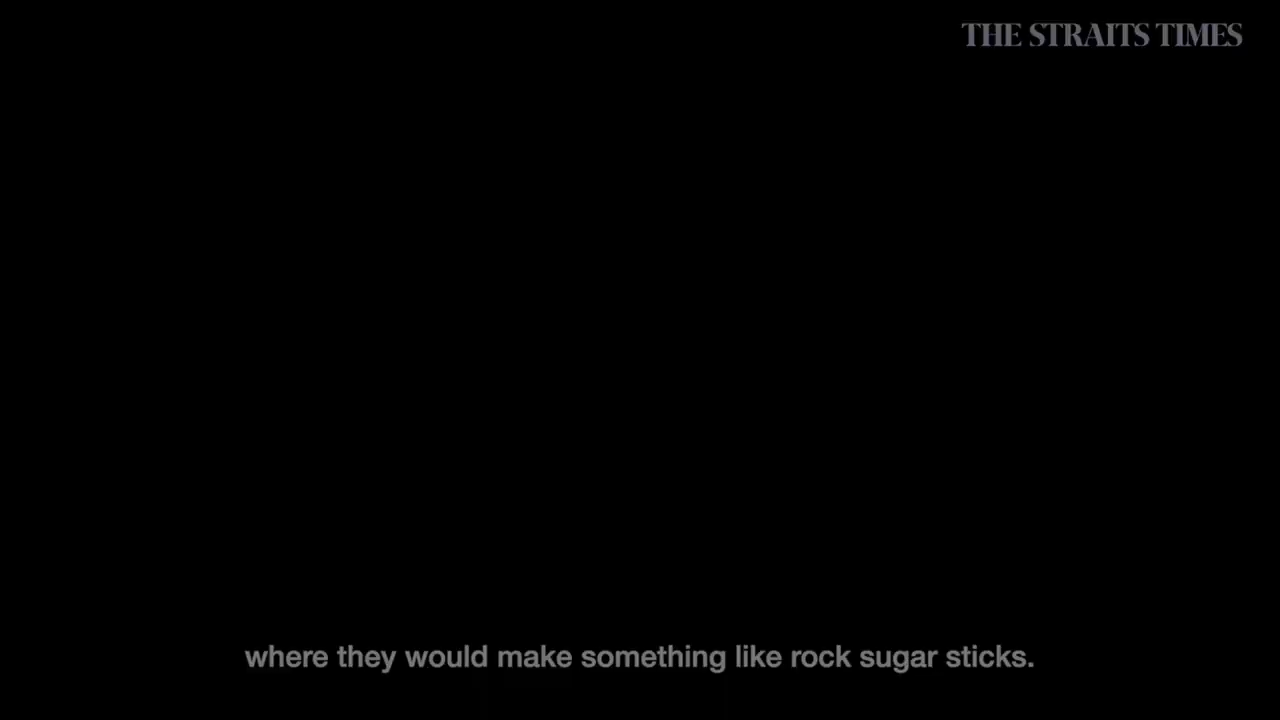 THE STRAITS TIMES
where they would make something like rock sugar sticks.